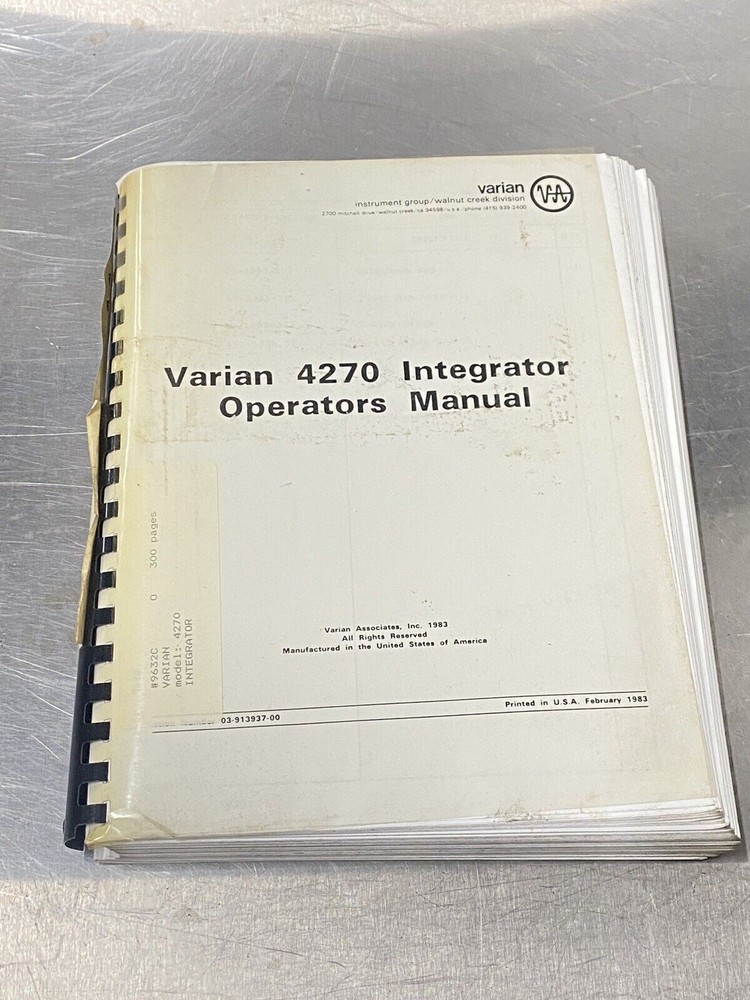 varian
instrument group/walnut creek division
2700 mitchell drive/walnut creek/ca 94598/u.s.a./phone (415) 939-2400
Varian 4270 Integrator
Operators Manual
#9632C O 300 pages
VARIAN
model: 4270
INTEGRATOR
Varian Associates, Inc. 1983
All Rights Reserved
Manufactured in the United States of America
Printed in U.S.A. February 1983
Number 03-913937-00